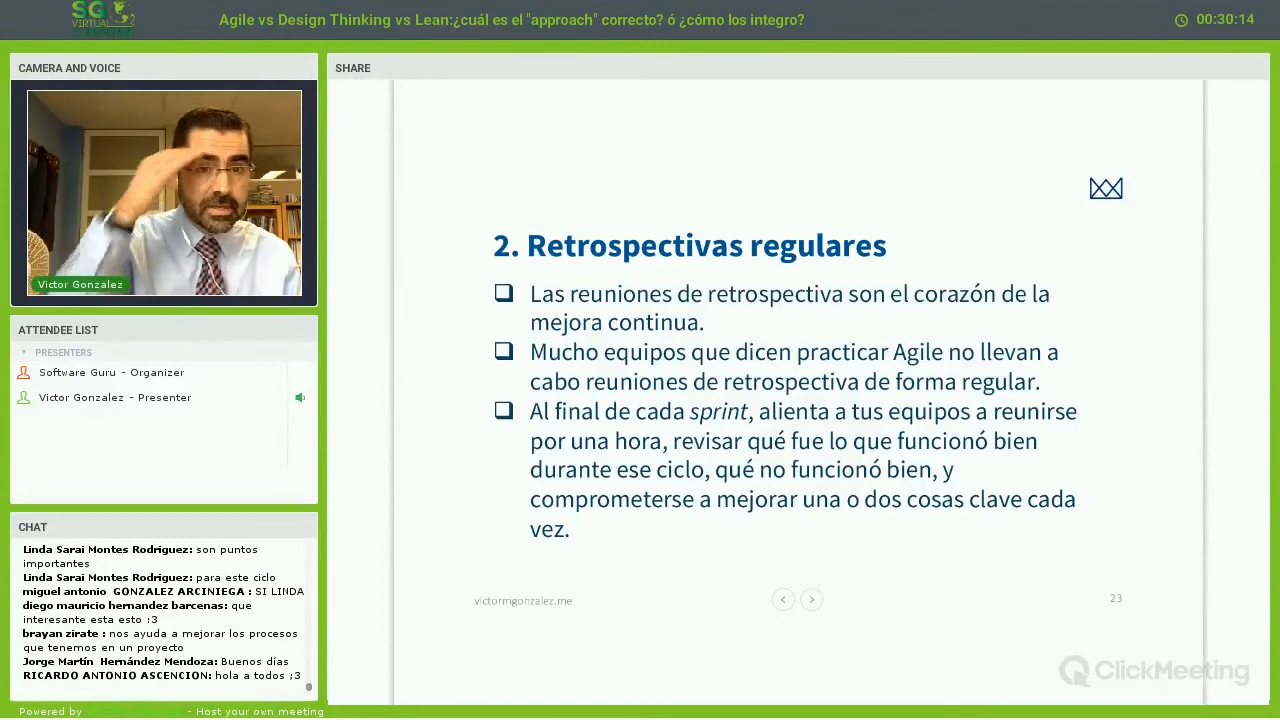 SG
VIRTUAL
Agile vs Design Thinking vs Lean:¿cuál es el "approach" correcto? ó ¿cómo los integro?
00:30:14
CAMERA AND VOICE
Victor Gonzalez
ATTENDEE LIST
PRESENTERS
Software Guru - Organizer
Victor Gonzalez - Presenter
CHAT
Linda Sarai Montes Rodriguez: son puntos
importantes
Linda Sarai Montes Rodriguez: para este ciclo
miguel antonio GONZALEZ ARCINIEGA : SI LINDA
diego mauricio hernandez barcenas: que
interesante esta esto :3
brayan zirate : nos ayuda a mejorar los procesos
que tenemos en un proyecto
Jorge Martín Hernández Mendoza: Buenos días
RICARDO ANTONIO ASCENCION: hola a todos ;3
Powered by - Host your own meeting
SHARE
2. Retrospectivas regulares
Las reuniones de retrospectiva son el corazón de la
mejora continua.
Mucho equipos que dicen practicar Agile no llevan a
cabo reuniones de retrospectiva de forma regular.
Al final de cada sprint, alienta a tus equipos a reunirse
por una hora, revisar qué fue lo que funcionó bien
durante ese ciclo, qué no funcionó bien, y
comprometerse a mejorar una o dos cosas clave cada
vez.
victormgonzalez.me
23
ClickMeeting